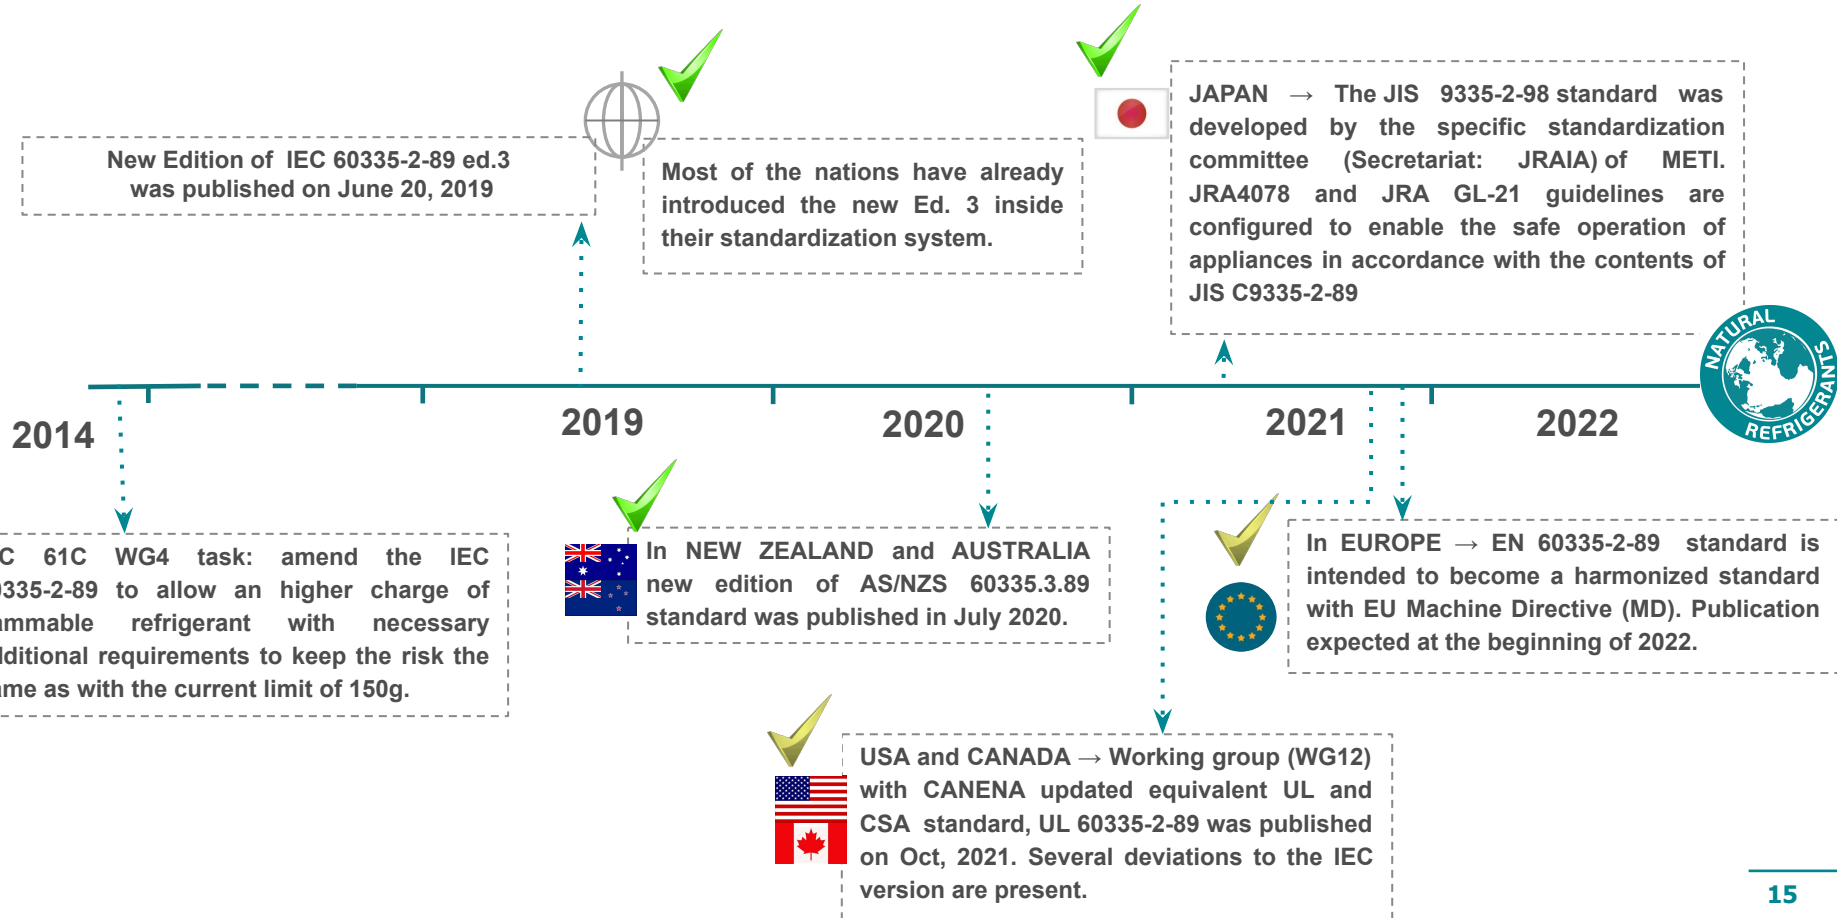 New Edition of IEC 60335-2-89 ed.3
was published on June 20, 2019
Most of the nations have already
introduced the new Ed. 3 inside
their standardization system.
JAPAN → The JIS 9335-2-98 standard was
developed by the specific standardization
committee (Secretariat: JRAIA) of METI.
JRA4078 and JRA GL-21 guidelines are
configured to enable the safe operation of
appliances in accordance with the contents of
JIS C9335-2-89
NATURAL
REFRIGERANTS
2014
2019
2020
2021
2022
61C WG4 task: amend the IEC
to allow an higher charge of
refrigerant with necessary
requirements to keep the risk the
as with the current limit of 150g.
In NEW ZEALAND and AUSTRALIA
new edition of AS/NZS 60335.3.89
standard was published in July 2020.
In EUROPE → EN 60335-2-89 standard is
intended to become a harmonized standard
with EU Machine Directive (MD). Publication
expected at the beginning of 2022.
USA and CANADA → Working group (WG12)
with CANENA updated equivalent UL and
CSA standard, UL 60335-2-89 was published
on Oct, 2021. Several deviations to the IEC
version are present.
15